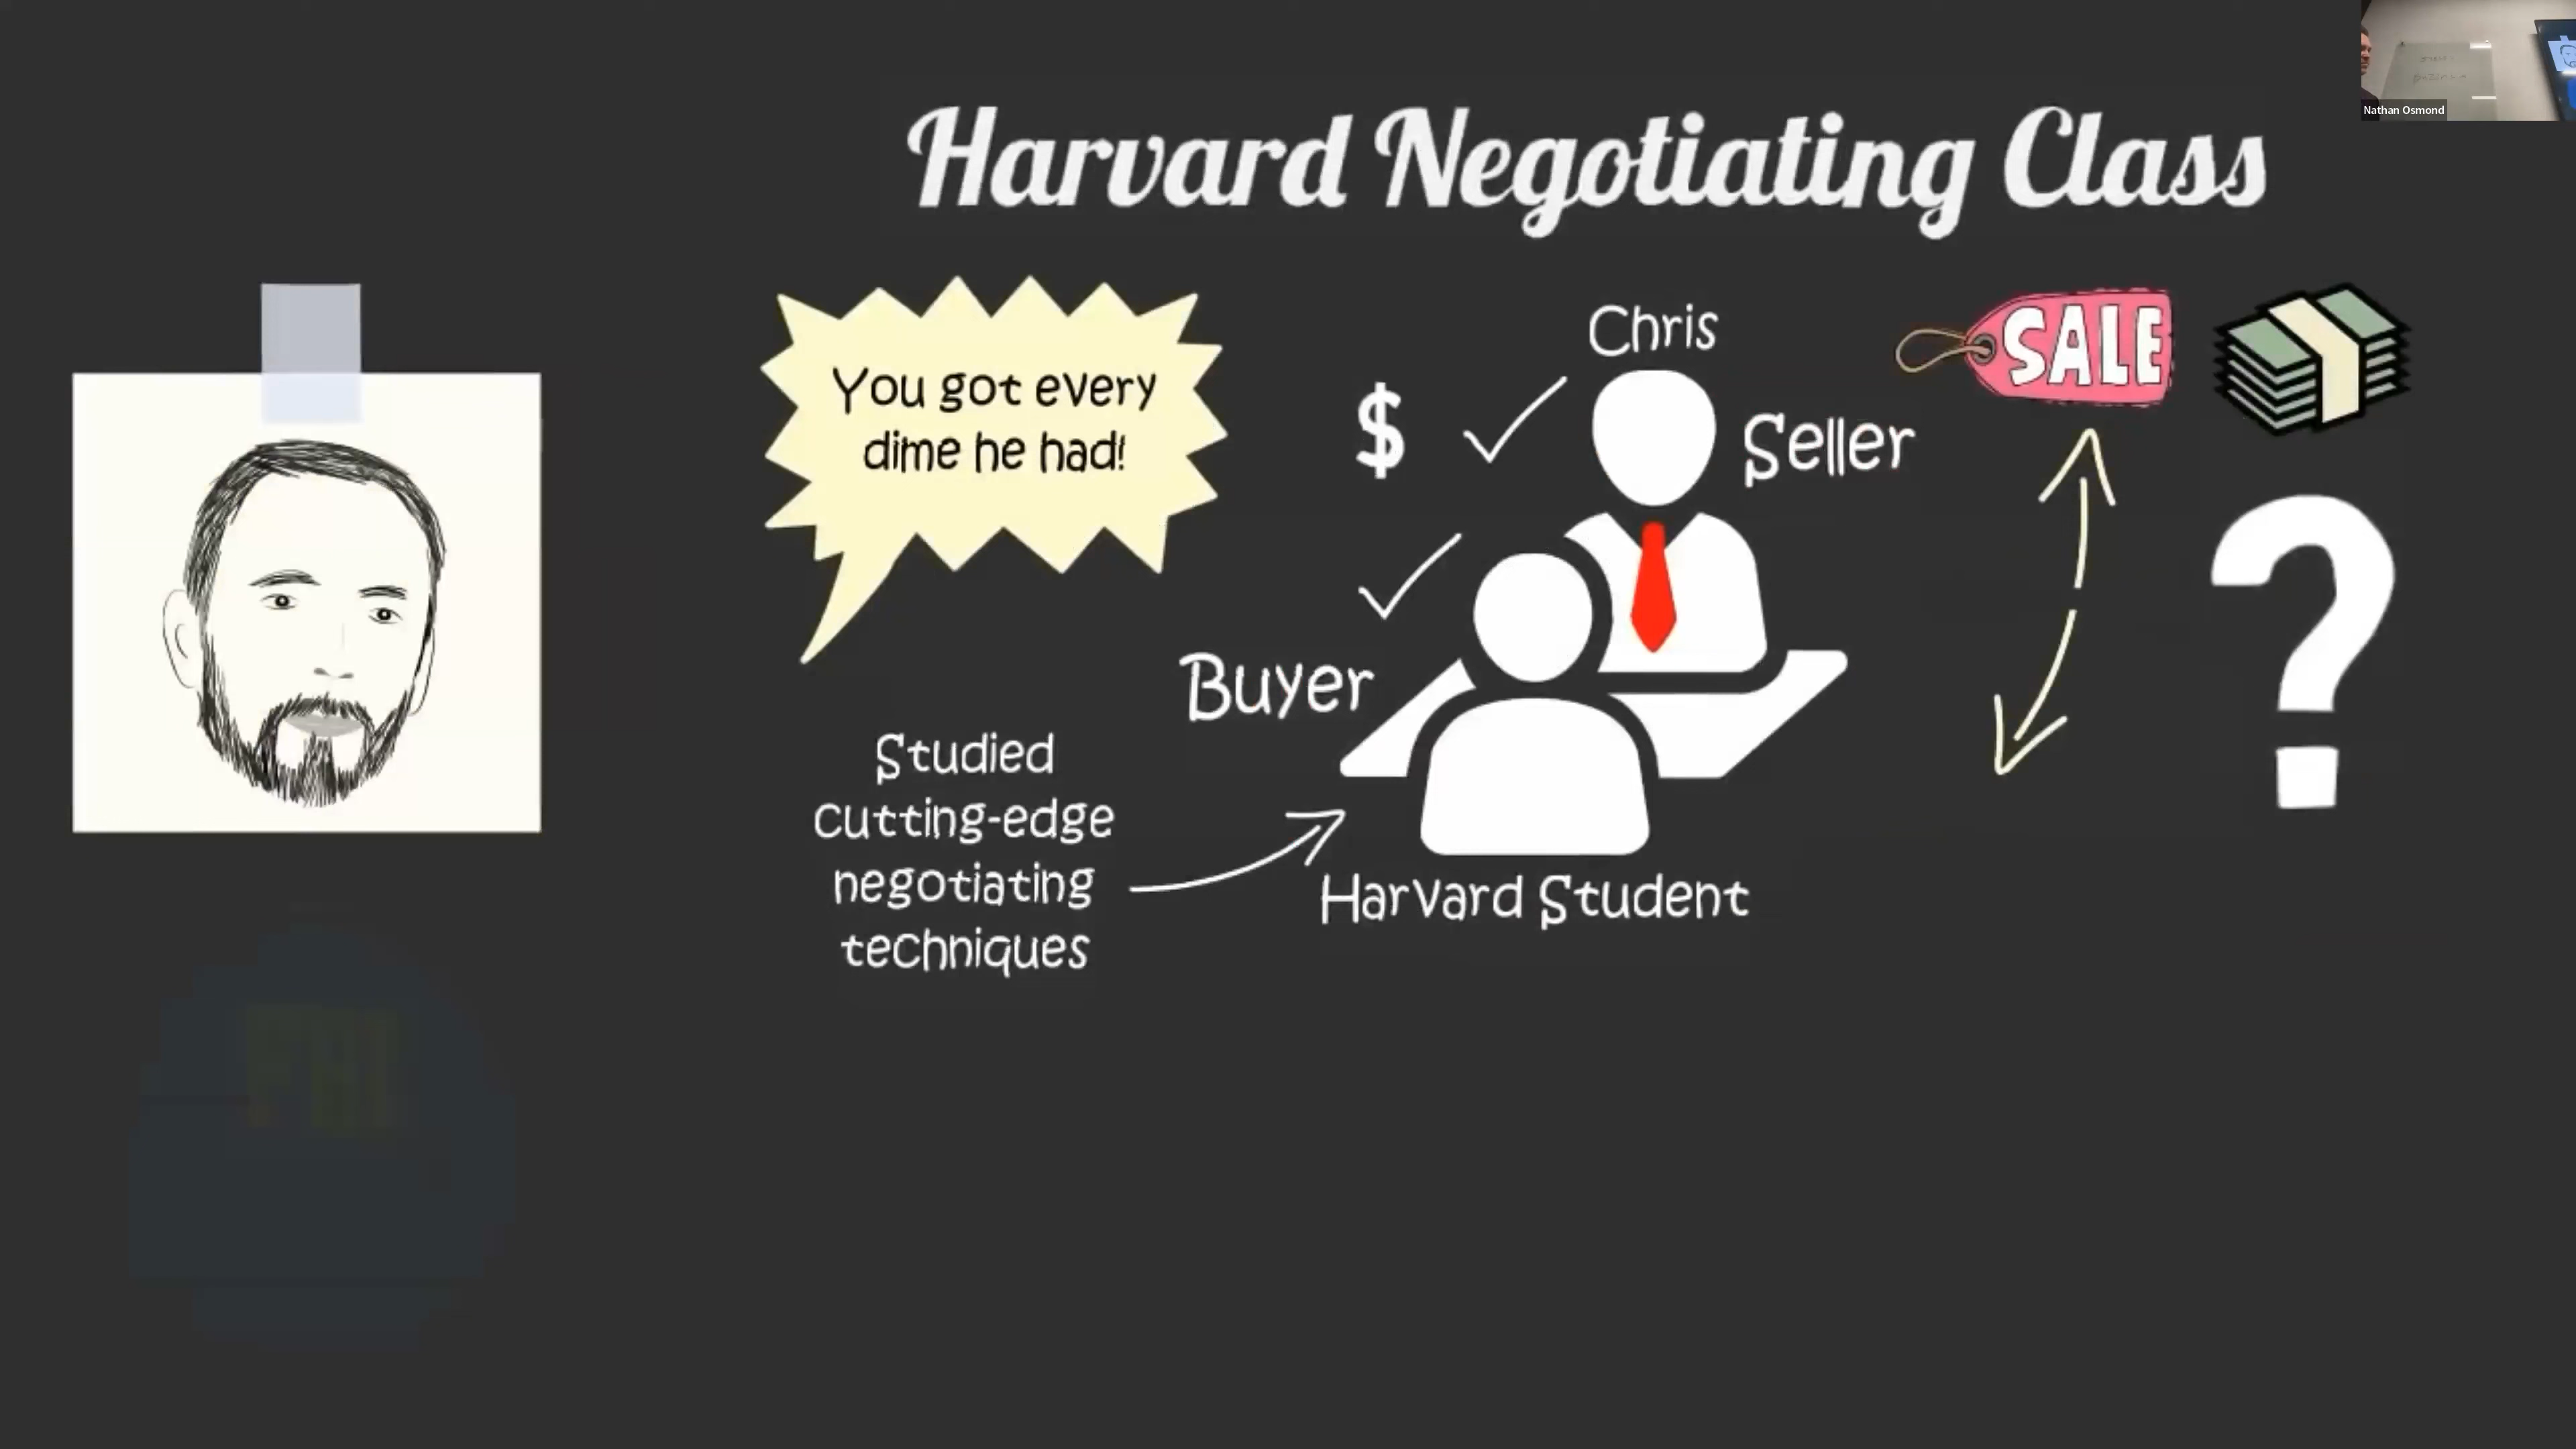 Nathan Osmond
Harvard Negotiating Class
You got every
dime he had!
$
Chris
Seller
SALE
Buyer
Studied
cutting-edge
negotiating
techniques
Harvard Student
?
FBI